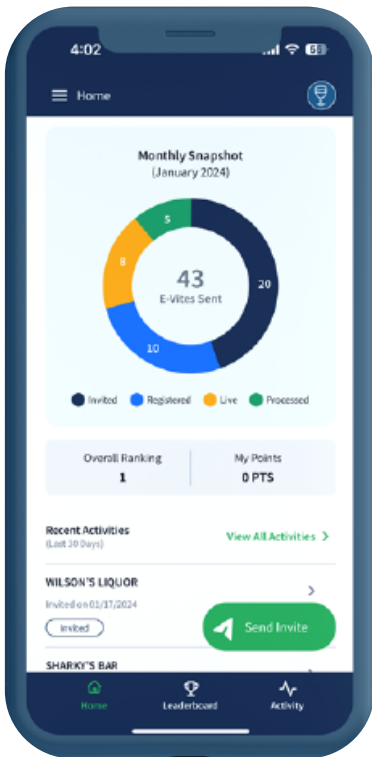 4:02
Home
Monthly Snapshot
(January 2024)
5
8
43
E-Vites Sent
20
10
Invited Registered Live Processed
Overall Ranking My Points
1 0 PTS
Recent Activities
(Last 30 Days)
View All Activities
WILSON'S LIQUOR
Invited on 01/17/2024
Invited
Send Invite
SHARKY'S BAR
Home Leaderboard Activity